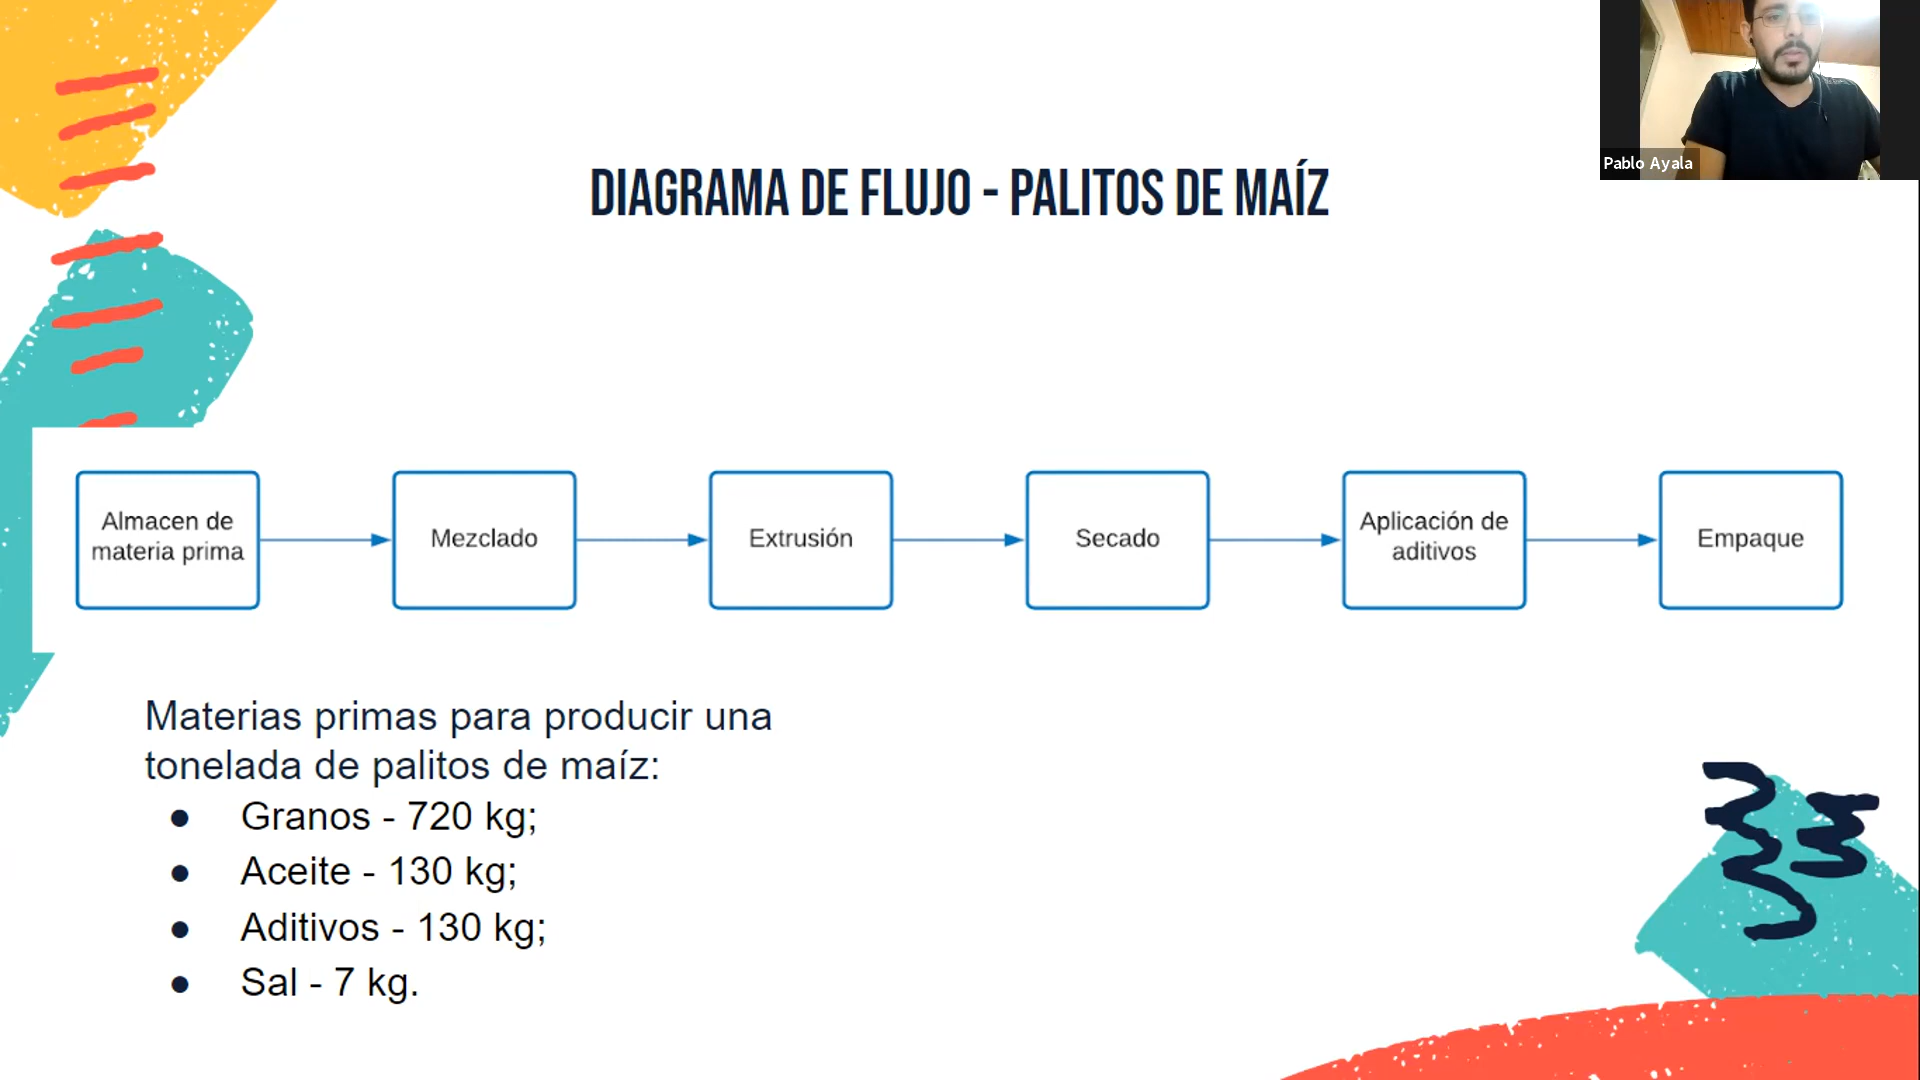 Pablo Ayala
DIAGRAMA DE FLUJO - PALITOS DE MAÍZ
Almacen de
materia prima
Mezclado
Extrusión
Secado
Aplicación de
aditivos
Empaque
Materias primas para producir una
tonelada de palitos de maíz:
● Granos - 720 kg;
● Aceite - 130 kg;
● Aditivos - 130 kg;
● Sal - 7 kg.